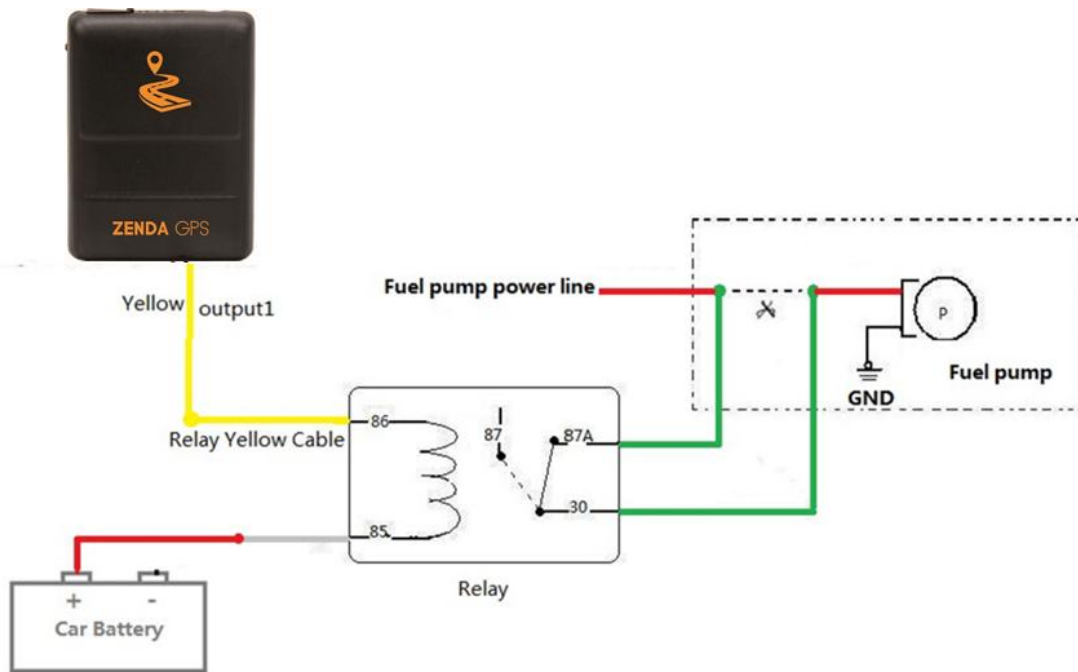 ZENDA GPS
Yellow output1
Fuel pump power line
P
Fuel pump
GND
Relay Yellow Cable
86
87
87A
85
30
Relay
+ -
Car Battery